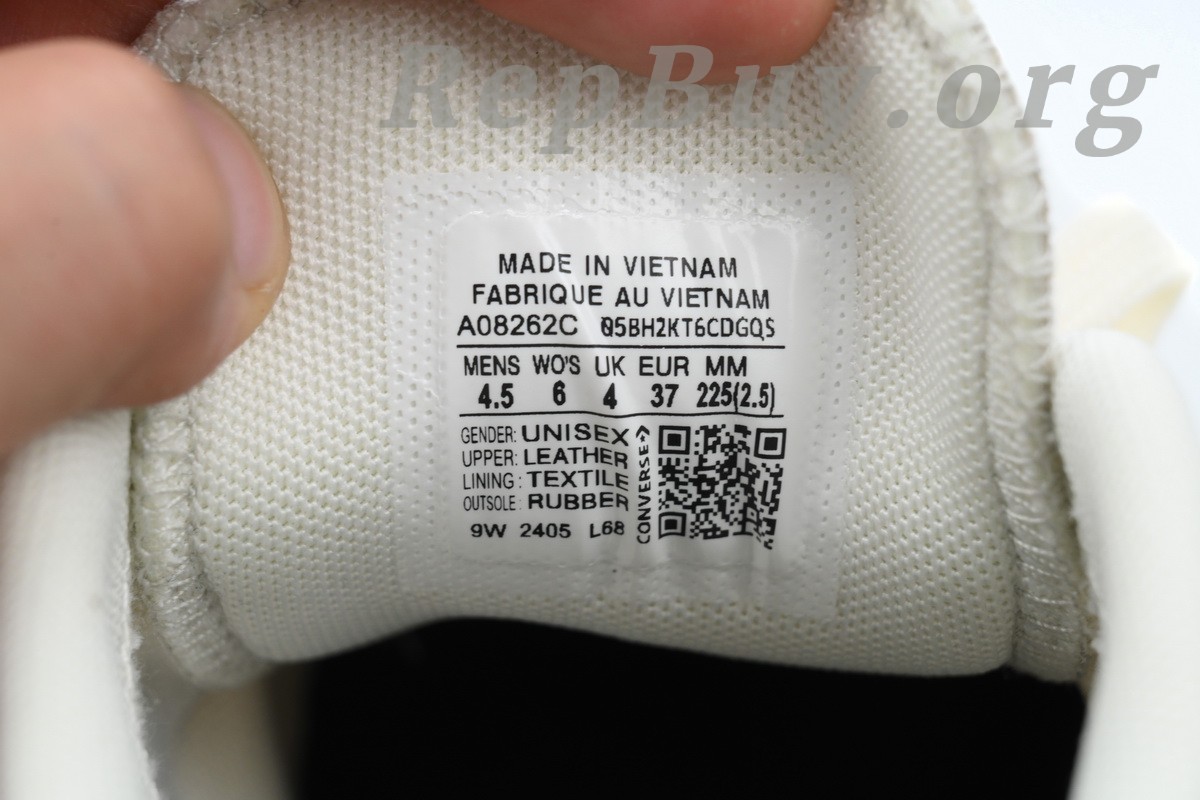 RepBuy.org
MADE IN VIETNAM
FABRIQUE AU VIETNAM
A08262C 05BH2KT6CDGQS
MENS WO'S UK EUR MM
4.5 6 4 37 225(2.5)
GENDER: UNISEX
UPPER: LEATHER
LINING: TEXTILE
OUTSOLE: RUBBER
9W 2405 L68
CONVERSE